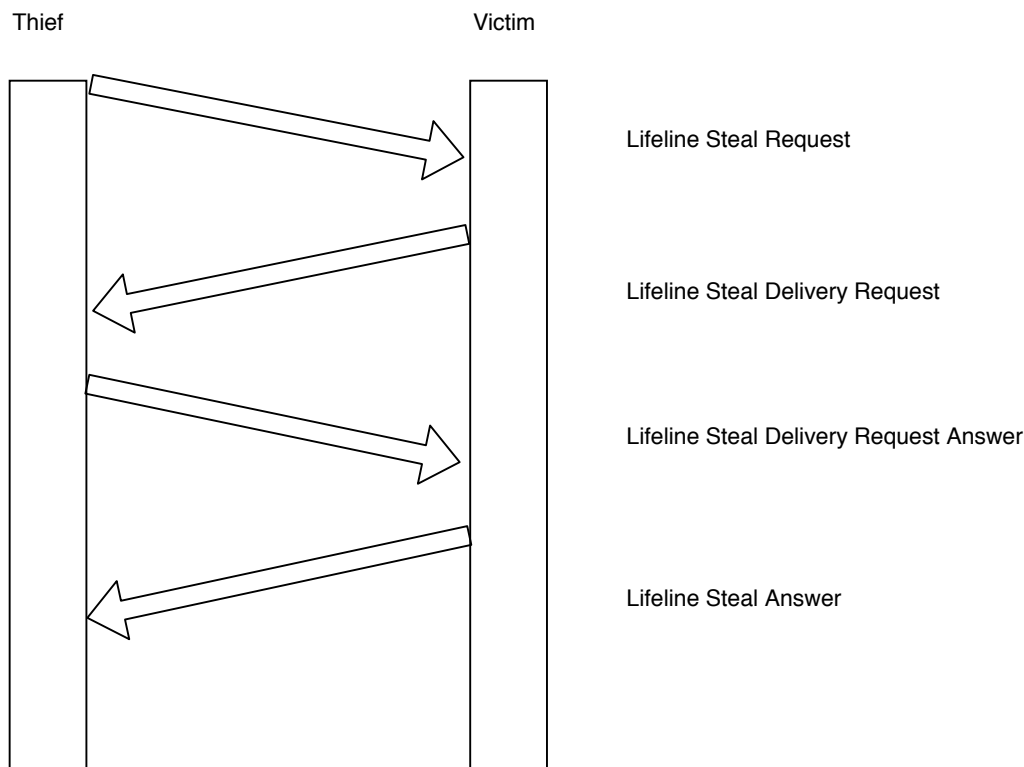 Thief
Victim
Lifeline Steal Request
Lifeline Steal Delivery Request
Lifeline Steal Delivery Request Answer
Lifeline Steal Answer